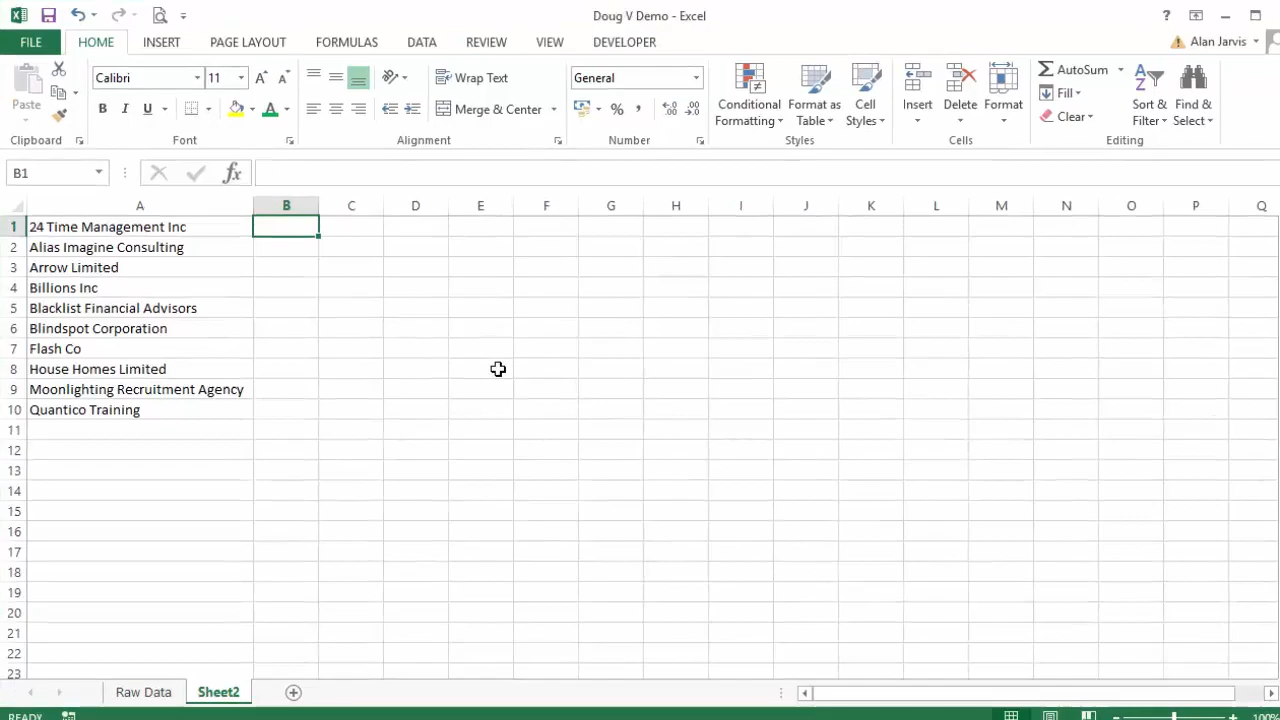 Doug V Demo - Excel
?
FILE HOME INSERT PAGE LAYOUT FORMULAS DATA REVIEW VIEW DEVELOPER Alan Jarvis
Paste
Calibri 11
B I U
Wrap Text
Merge & Center
General
%
Conditional Formatting
Format as Table
Cell Styles
Insert
Delete
Format
AutoSum
Fill
Clear
Sort & Filter
Find & Select
Clipboard Font Alignment Number Styles Cells Editing
B1 fx
A B C D E F G H I J K L M N O P Q
1 24 Time Management Inc
2 Alias Imagine Consulting
3 Arrow Limited
4 Billions Inc
5 Blacklist Financial Advisors
6 Blindspot Corporation
7 Flash Co
8 House Homes Limited
9 Moonlighting Recruitment Agency
10 Quantico Training
11
12
13
14
15
16
17
18
19
20
21
22
23
Raw Data Sheet2
READY 100%